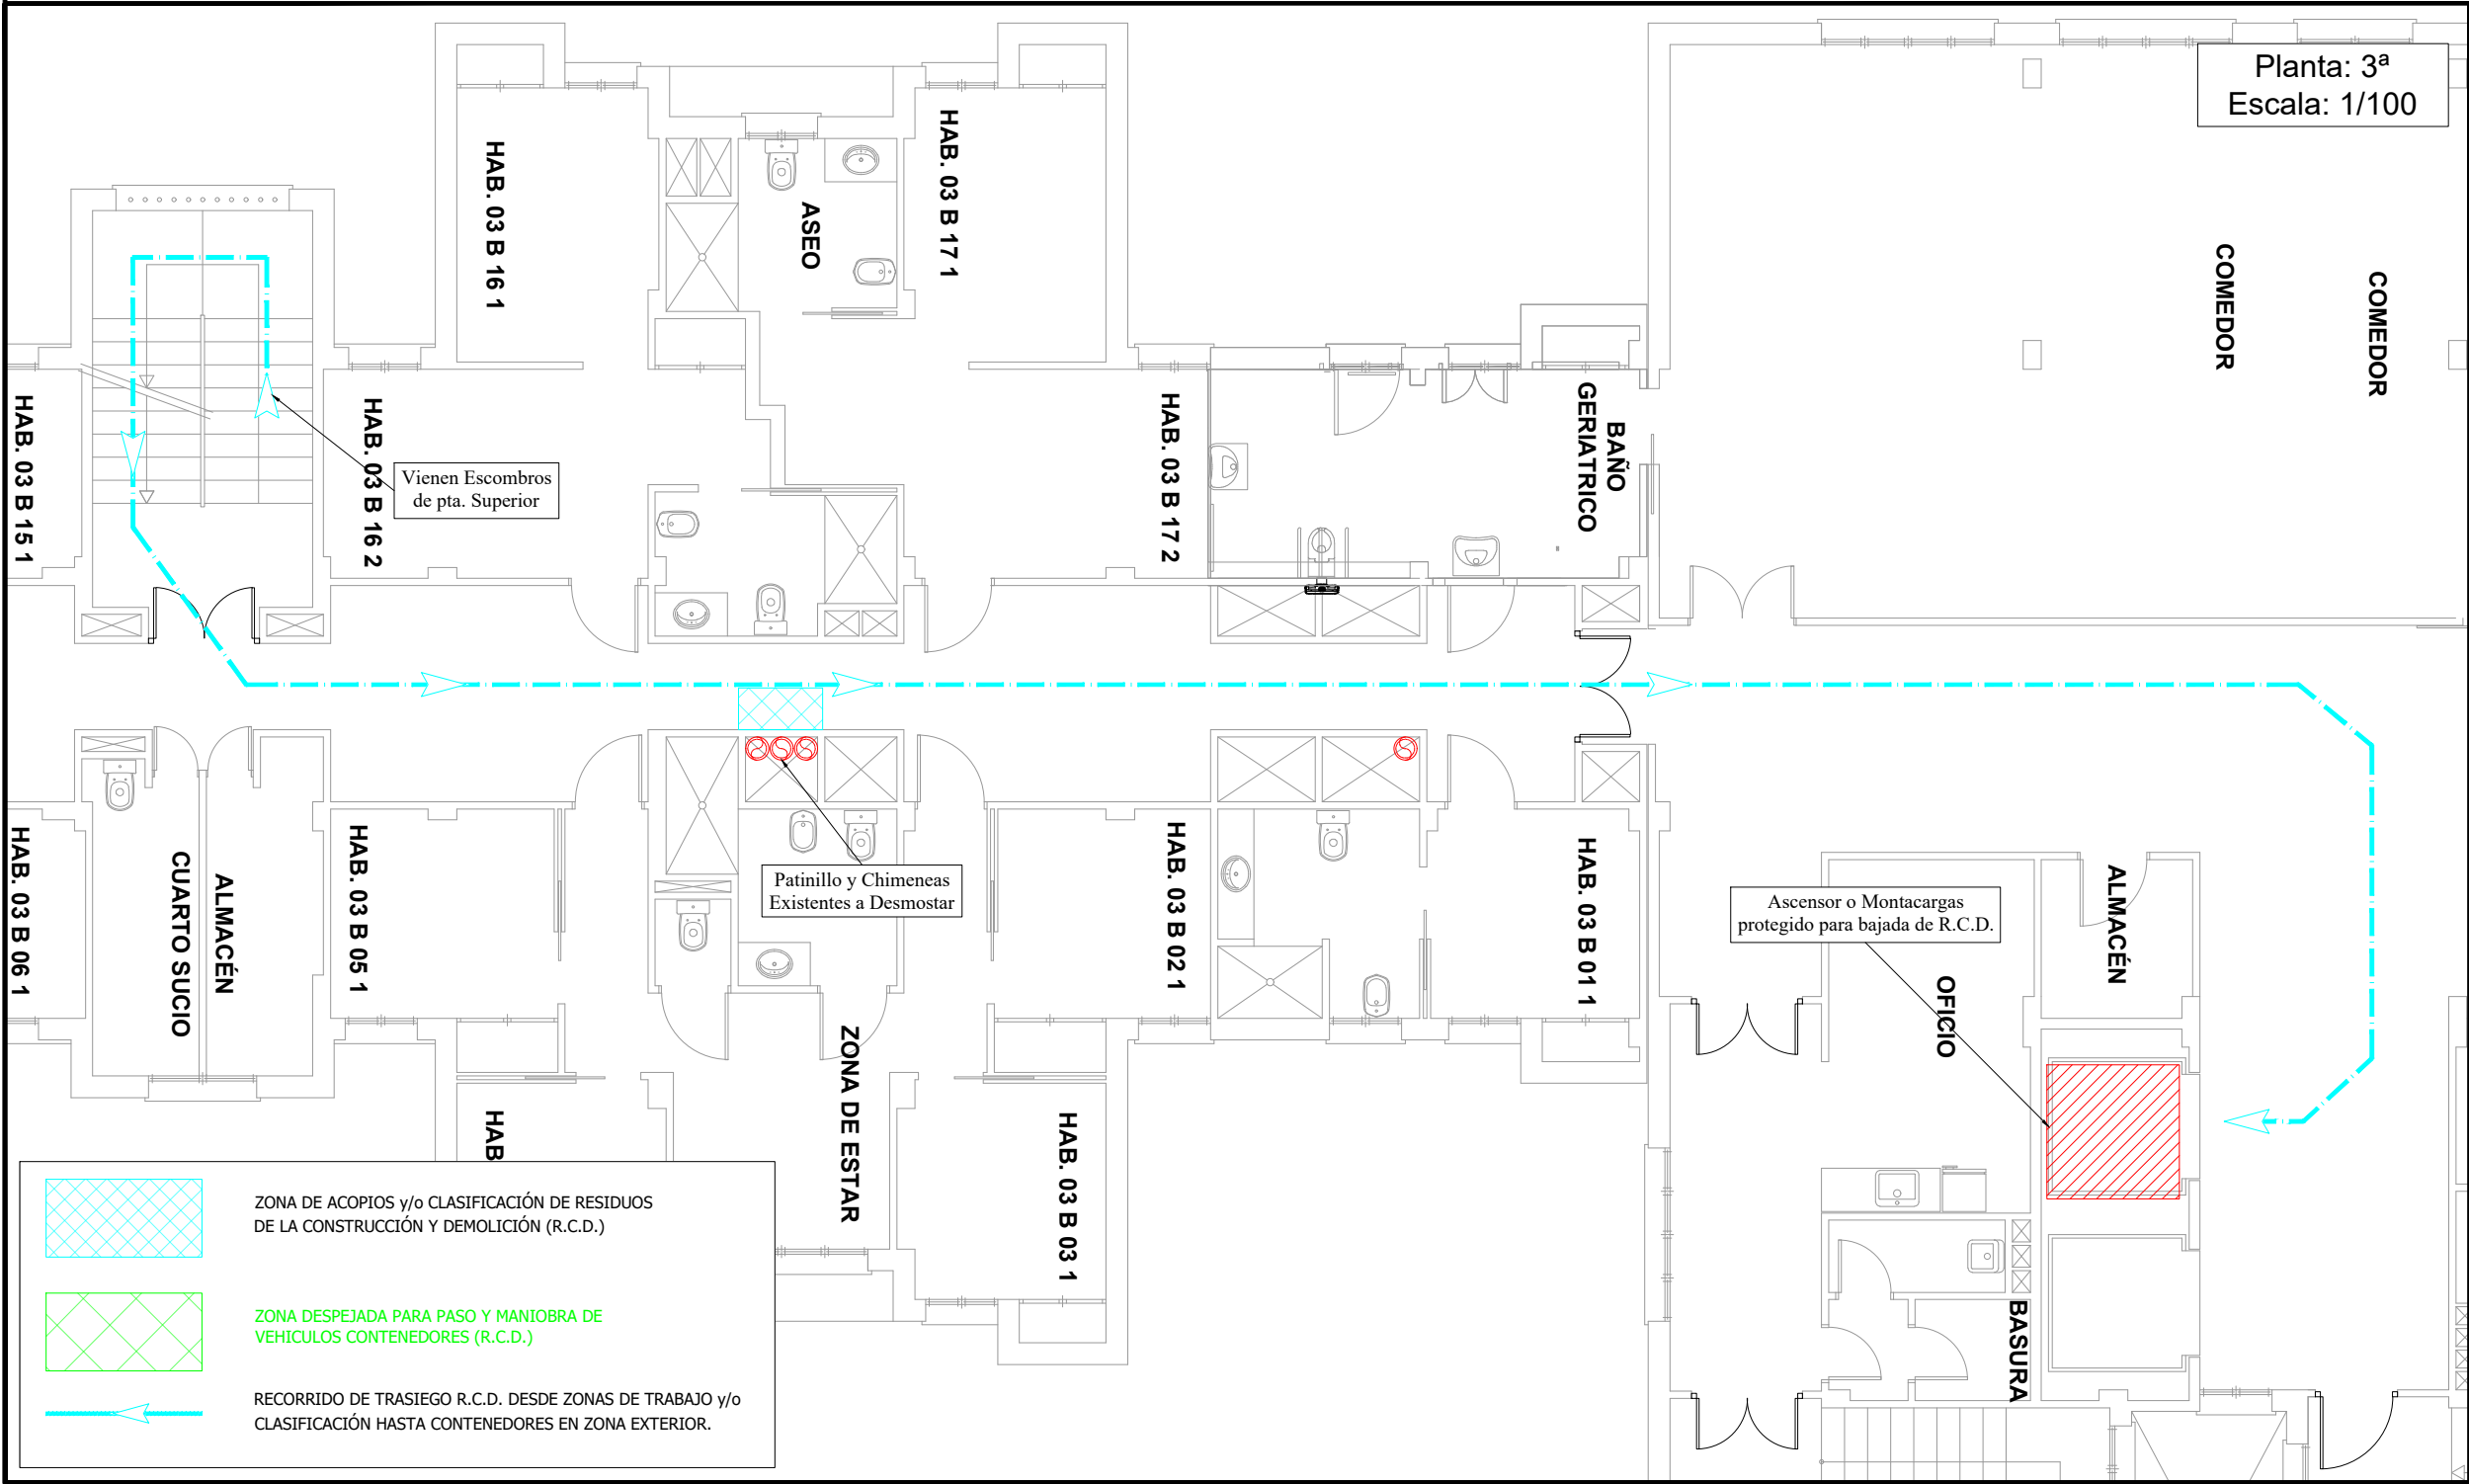 Planta: 3ª
Escala: 1/100
HAB. 03 B 16 1
ASEO
HAB. 03 B 17 1
COMEDOR
COMEDOR
HAB. 03 B 15 1
HAB. 03 B 16 2
Vienen Escombros
de pta. Superior
HAB. 03 B 17 2
BAÑO
GERIATRICO
HAB. 03 B 06 1
CUARTO SUCIO
ALMACÉN
HAB. 03 B 05 1
Patinillo y Chimeneas
Existentes a Desmostar
HAB. 03 B 02 1
HAB. 03 B 01 1
Ascensor o Montacargas
protegido para bajada de R.C.D.
ALMACÉN
OFICIO
HAB
ZONA DE ESTAR
HAB. 03 B 03 1
BASURA
ZONA DE ACOPIOS y/o CLASIFICACIÓN DE RESIDUOS
DE LA CONSTRUCCIÓN Y DEMOLICIÓN (R.C.D.)
ZONA DESPEJADA PARA PASO Y MANIOBRA DE
VEHICULOS CONTENEDORES (R.C.D.)
RECORRIDO DE TRASIEGO R.C.D. DESDE ZONAS DE TRABAJO y/o
CLASIFICACIÓN HASTA CONTENEDORES EN ZONA EXTERIOR.